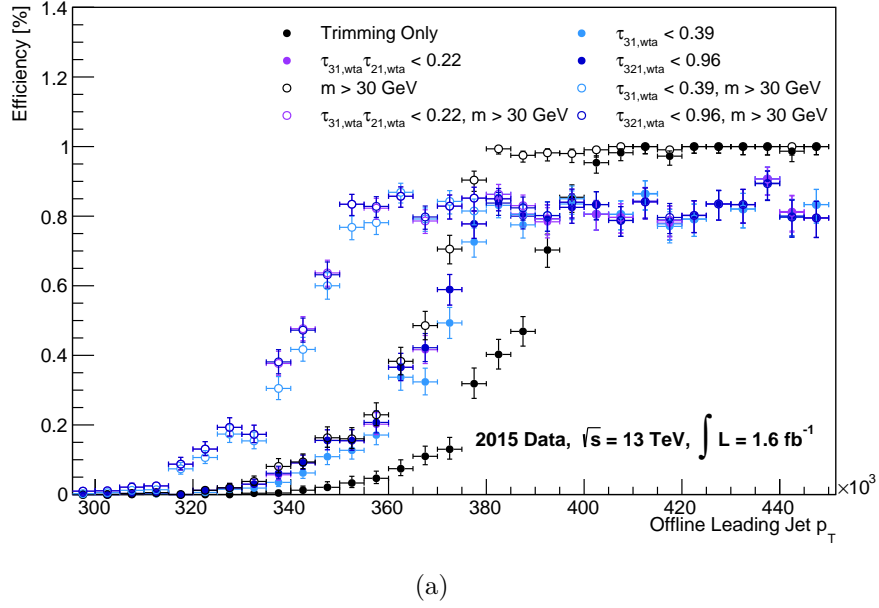 Efficiency [%]
1.4
1.2
1
0.8
0.6
0.4
0.2
0
Trimming Only
τ31,wta τ21,wta < 0.22
m > 30 GeV
τ31,wta τ21,wta < 0.22, m > 30 GeV
τ31,wta < 0.39
τ321,wta < 0.96
τ31,wta < 0.39, m > 30 GeV
τ321,wta < 0.96, m > 30 GeV
2015 Data, √s = 13 TeV, ∫ L = 1.6 fb-1
300 320 340 360 380 400 420 440
×10³
Offline Leading Jet pT
(a)